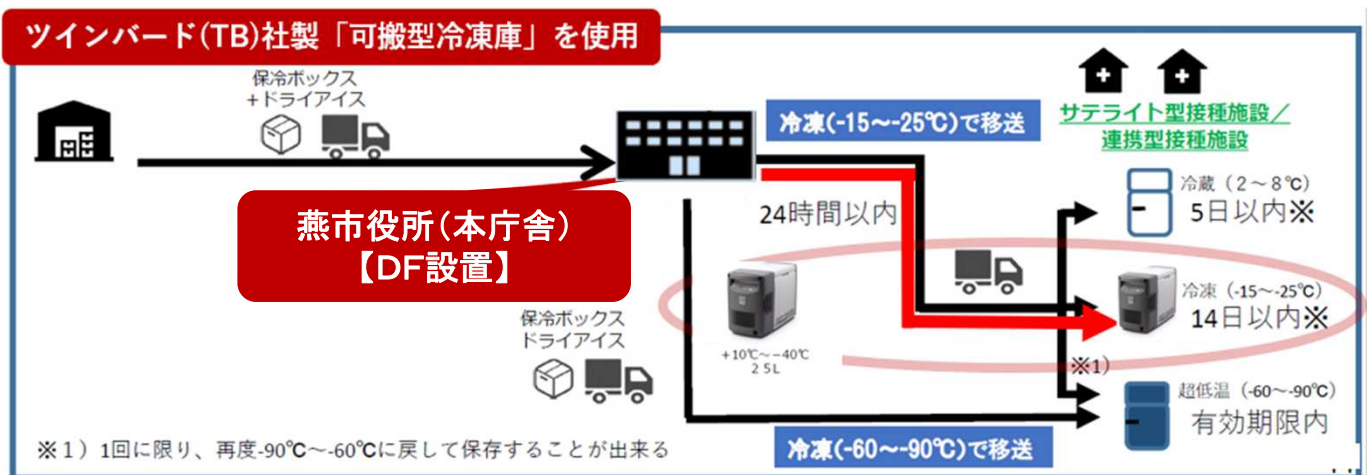 ツインバード(TB)社製「可搬型冷凍庫」を使用
保冷ボックス
+ドライアイス
冷凍(-15～-25℃)で移送
サテライト型接種施設／
連携型接種施設
燕市役所(本庁舎)
【DF設置】
24時間以内
冷蔵（2～8℃）
5日以内※
冷凍（-15～-25℃）
14日以内※
+10℃～−40℃
25L
保冷ボックス
ドライアイス
※1）
超低温（-60～-90℃）
有効期限内
※1）1回に限り、再度-90℃～-60℃に戻して保存することが出来る
冷凍(-60～-90℃)で移送